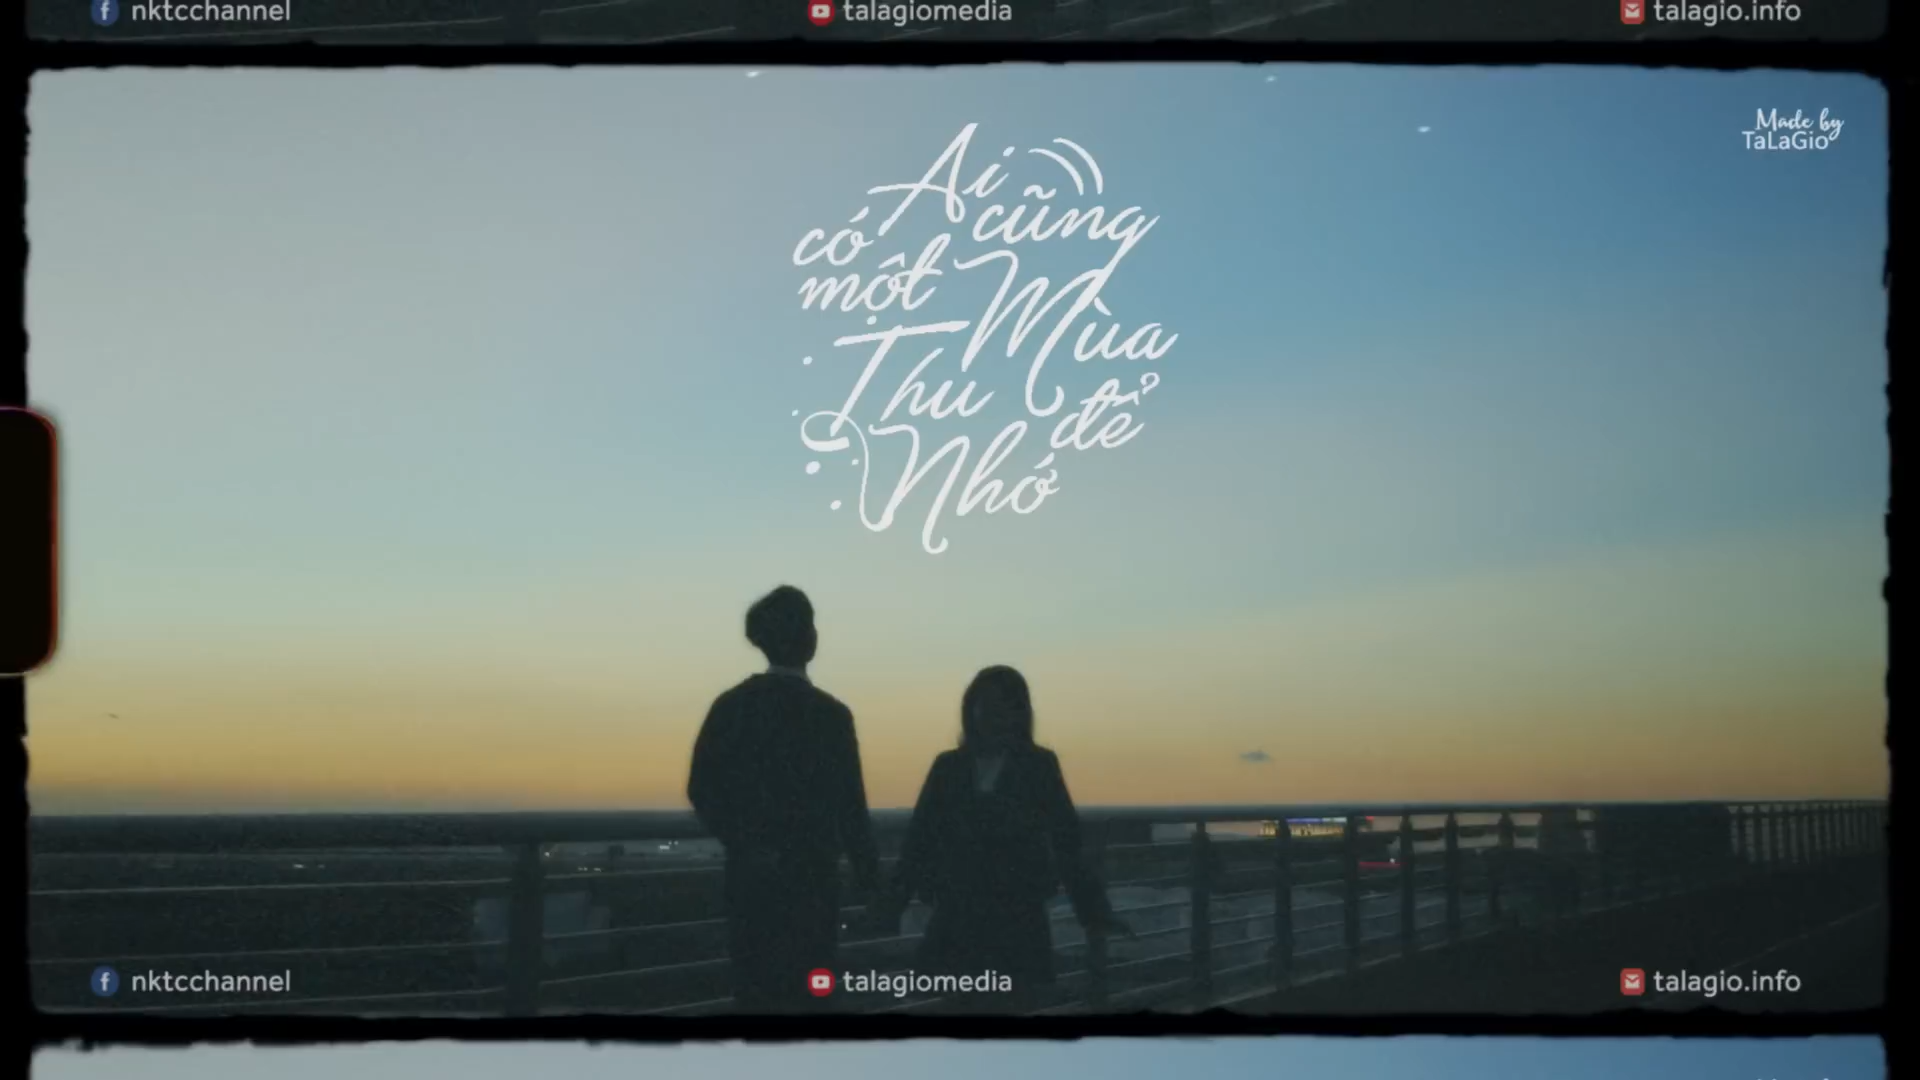 nktcchannel
talagiomedia
talagio.info
Made by
TaLaGio
Ai
cũng
có
một
Mùa
Thu
để
Nhớ
nktcchannel
talagiomedia
talagio.info